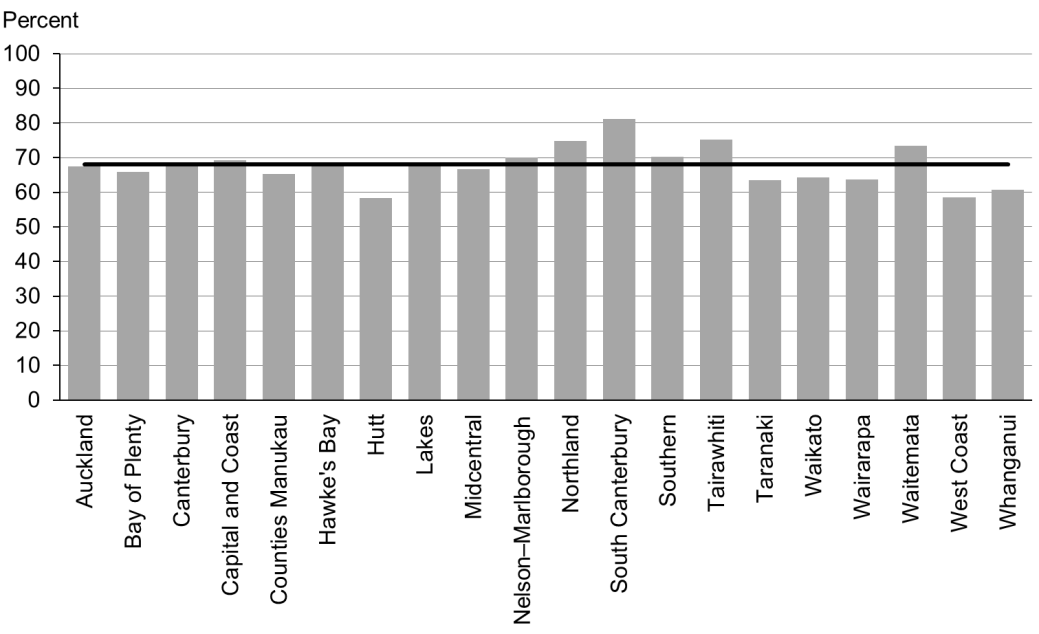 Percent
100
90
80
70
60
50
40
30
20
10
0
Auckland
Bay of Plenty
Canterbury
Capital and Coast
Counties Manukau
Hawke's Bay
Hutt
Lakes
Midcentral
Nelson–Marlborough
Northland
South Canterbury
Southern
Tairawhiti
Taranaki
Waikato
Wairarapa
Waitemata
West Coast
Whanganui